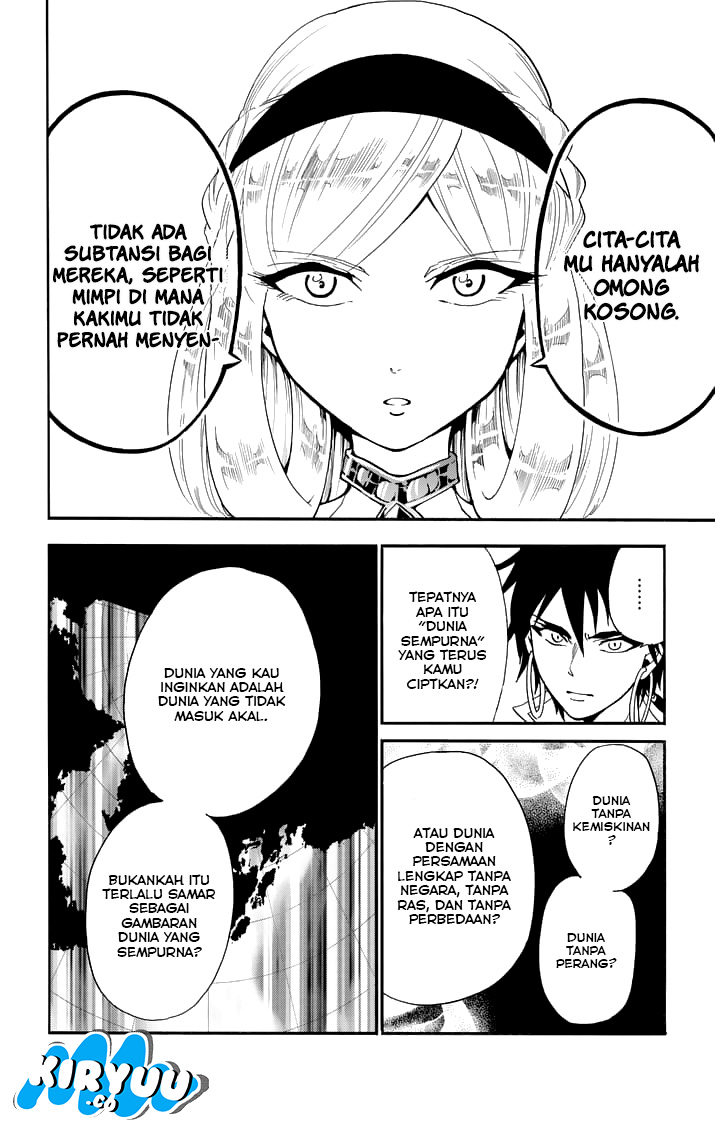 CITA-CITA
MU HANYALAH
OMONG
KOSONG.
TIDAK ADA
SUBTANSI BAGI
MEREKA, SEPERTI
MIMPI DI MANA
KAKIMU TIDAK
PERNAH MENYEN-
.........
TEPATNYA
APA ITU
"DUNIA
SEMPURNA"
YANG TERUS
KAMU
CIPTKAN?!
DUNIA
TANPA
KEMISKINAN
?
DUNIA
TANPA
PERANG?
ATAU DUNIA
DENGAN
PERSAMAAN
LENGKAP TANPA
NEGARA, TANPA
RAS, DAN TANPA
PERBEDAAN?
DUNIA YANG KAU
INGINKAN ADALAH
DUNIA YANG TIDAK
MASUK AKAL..
BUKANKAH ITU
TERLALU SAMAR
SEBAGAI
GAMBARAN
DUNIA YANG
SEMPURNA?
KIRYUU
.CO